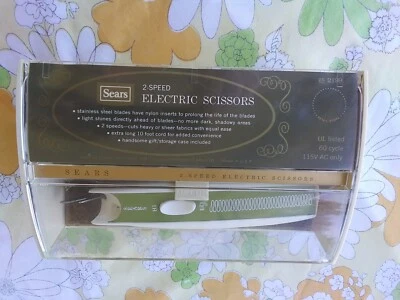 Sears
2-SPEED
ELECTRIC SCISSORS
• stainless steel blades have nylon inserts to prolong the life of the blades
• light shines directly ahead of blades—no more dark, shadowy areas
• 2 speeds—cuts heavy or sheer fabrics with equal ease
• extra long 10 foot cord for added convenience
• handsome gift/storage case included
UL listed
60 cycle
115V AC only
SEARS 2-SPEED ELECTRIC SCISSORS